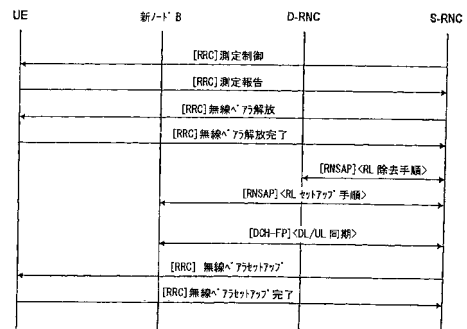 UE
新ﾉｰﾄﾞB
D-RNC
S-RNC
[RRC]測定制御
[RRC]測定報告
[RRC]無線ﾍﾞｱﾗ解放
[RRC]無線ﾍﾞｱﾗ解放完了
[RNSAP]<RL 除去手順>
[RNSAP]<RL ｾｯﾄｱｯﾌﾟ手順>
[DCH-FP]<DL/UL 同期>
[RRC] 無線ﾍﾞｱﾗｾｯﾄｱｯﾌﾟ
[RRC]無線ﾍﾞｱﾗｾｯﾄｱｯﾌﾟ完了